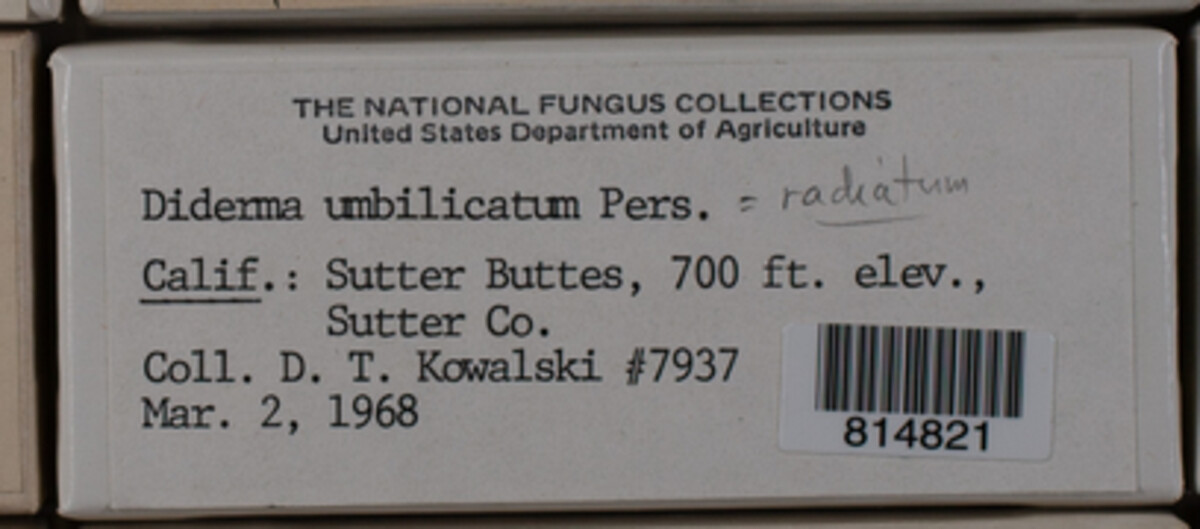 THE NATIONAL FUNGUS COLLECTIONS
United States Department of Agriculture
Diderma umbilicatum Pers. = radiatum
Calif.: Sutter Buttes, 700 ft. elev.,
Sutter Co.
Coll. D. T. Kowalski #7937
Mar. 2, 1968
814821